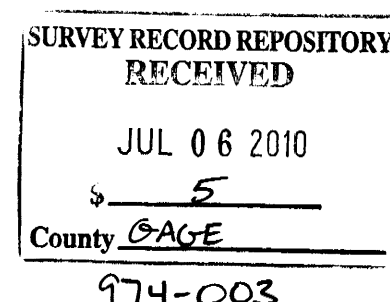 SURVEY RECORD REPOSITORY
RECEIVED
JUL 06 2010
$ 5
County GAGE
974-003